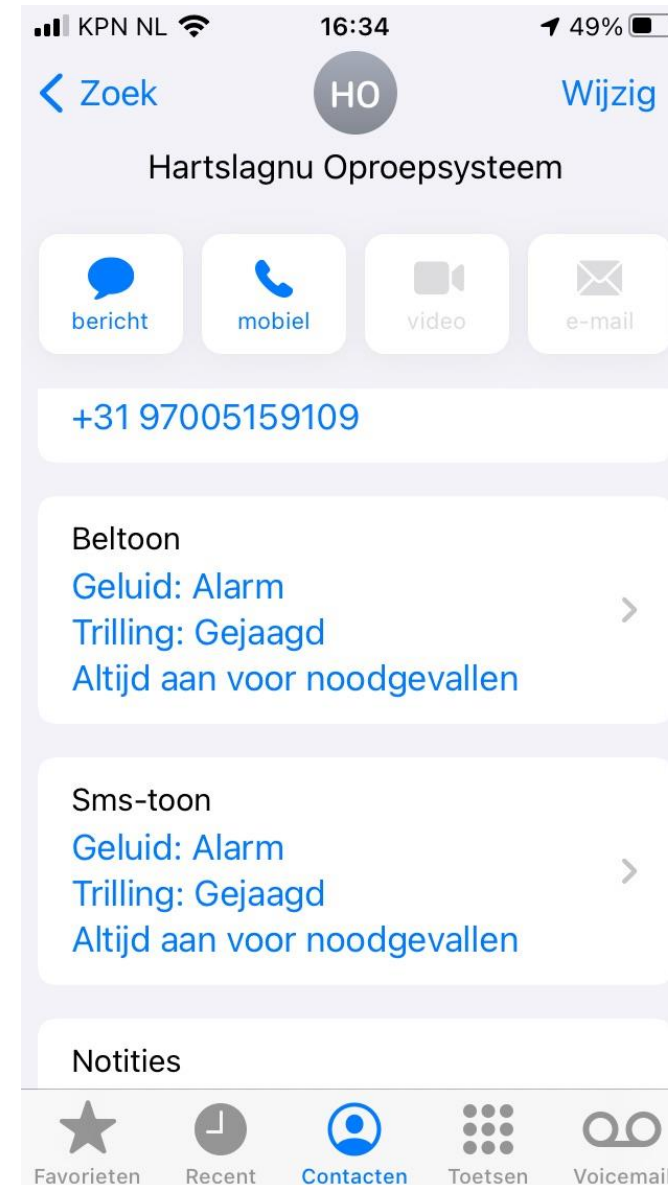 KPN NL 16:34 49%
Zoek HO Wijzig
Hartslagnu Oproepsysteem
bericht mobiel video e-mail
+31 97005159109
Beltoon
Geluid: Alarm
Trilling: Gejaagd
Altijd aan voor noodgevallen
Sms-toon
Geluid: Alarm
Trilling: Gejaagd
Altijd aan voor noodgevallen
Notities
Favorieten Recent Contacten Toetsen Voicemail